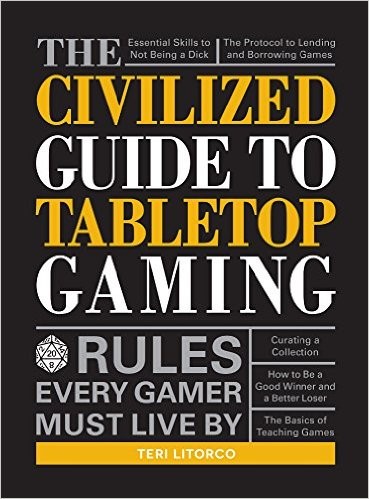 THE
Essential Skills to
Not Being a Dick
The Protocol to Lending
and Borrowing Games
CIVILIZED
GUIDE TO
TABLETOP
GAMING
20
8
RULES
EVERY GAMER
MUST LIVE BY
Curating a
Collection
How to Be a
Good Winner and
a Better Loser
The Basics of
Teaching Games
TERI LITORCO